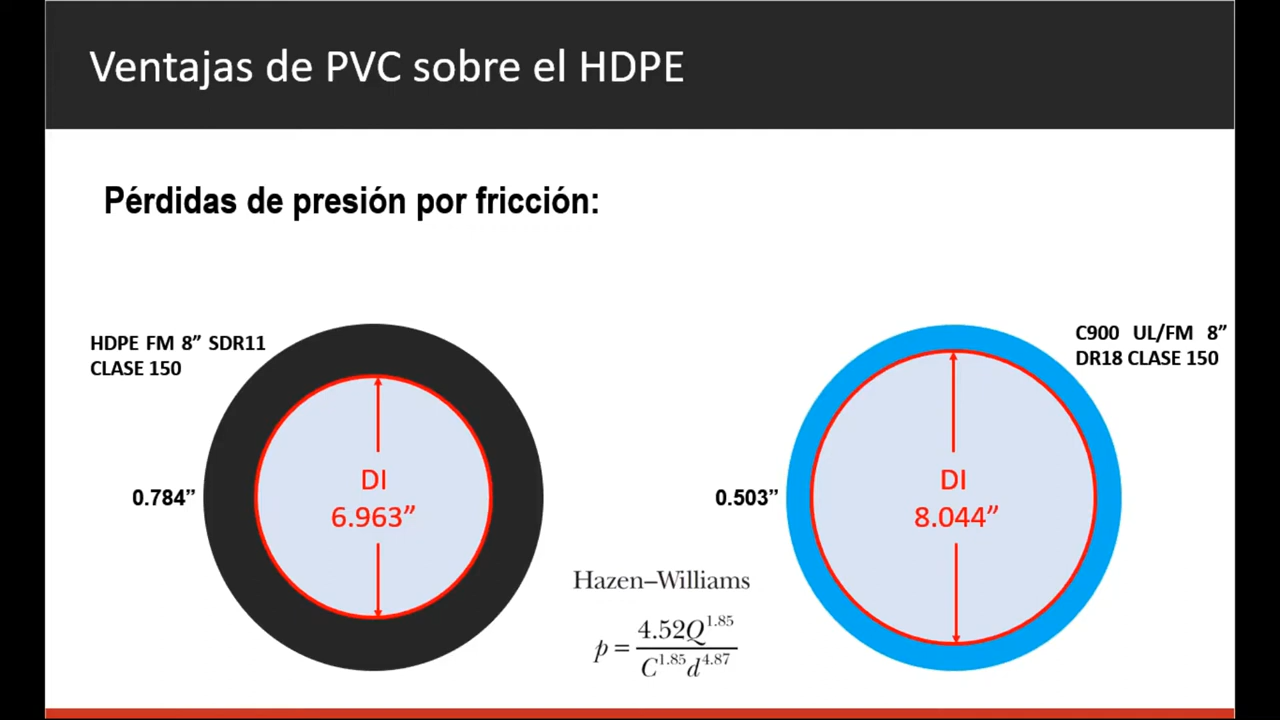 Ventajas de PVC sobre el HDPE
Pérdidas de presión por fricción:
HDPE FM 8” SDR11
CLASE 150
C900 UL/FM 8”
DR18 CLASE 150
0.784”
DI
6.963”
0.503”
DI
8.044”
Hazen–Williams
p = 4.52Q^1.85 / C^1.85 d^4.87